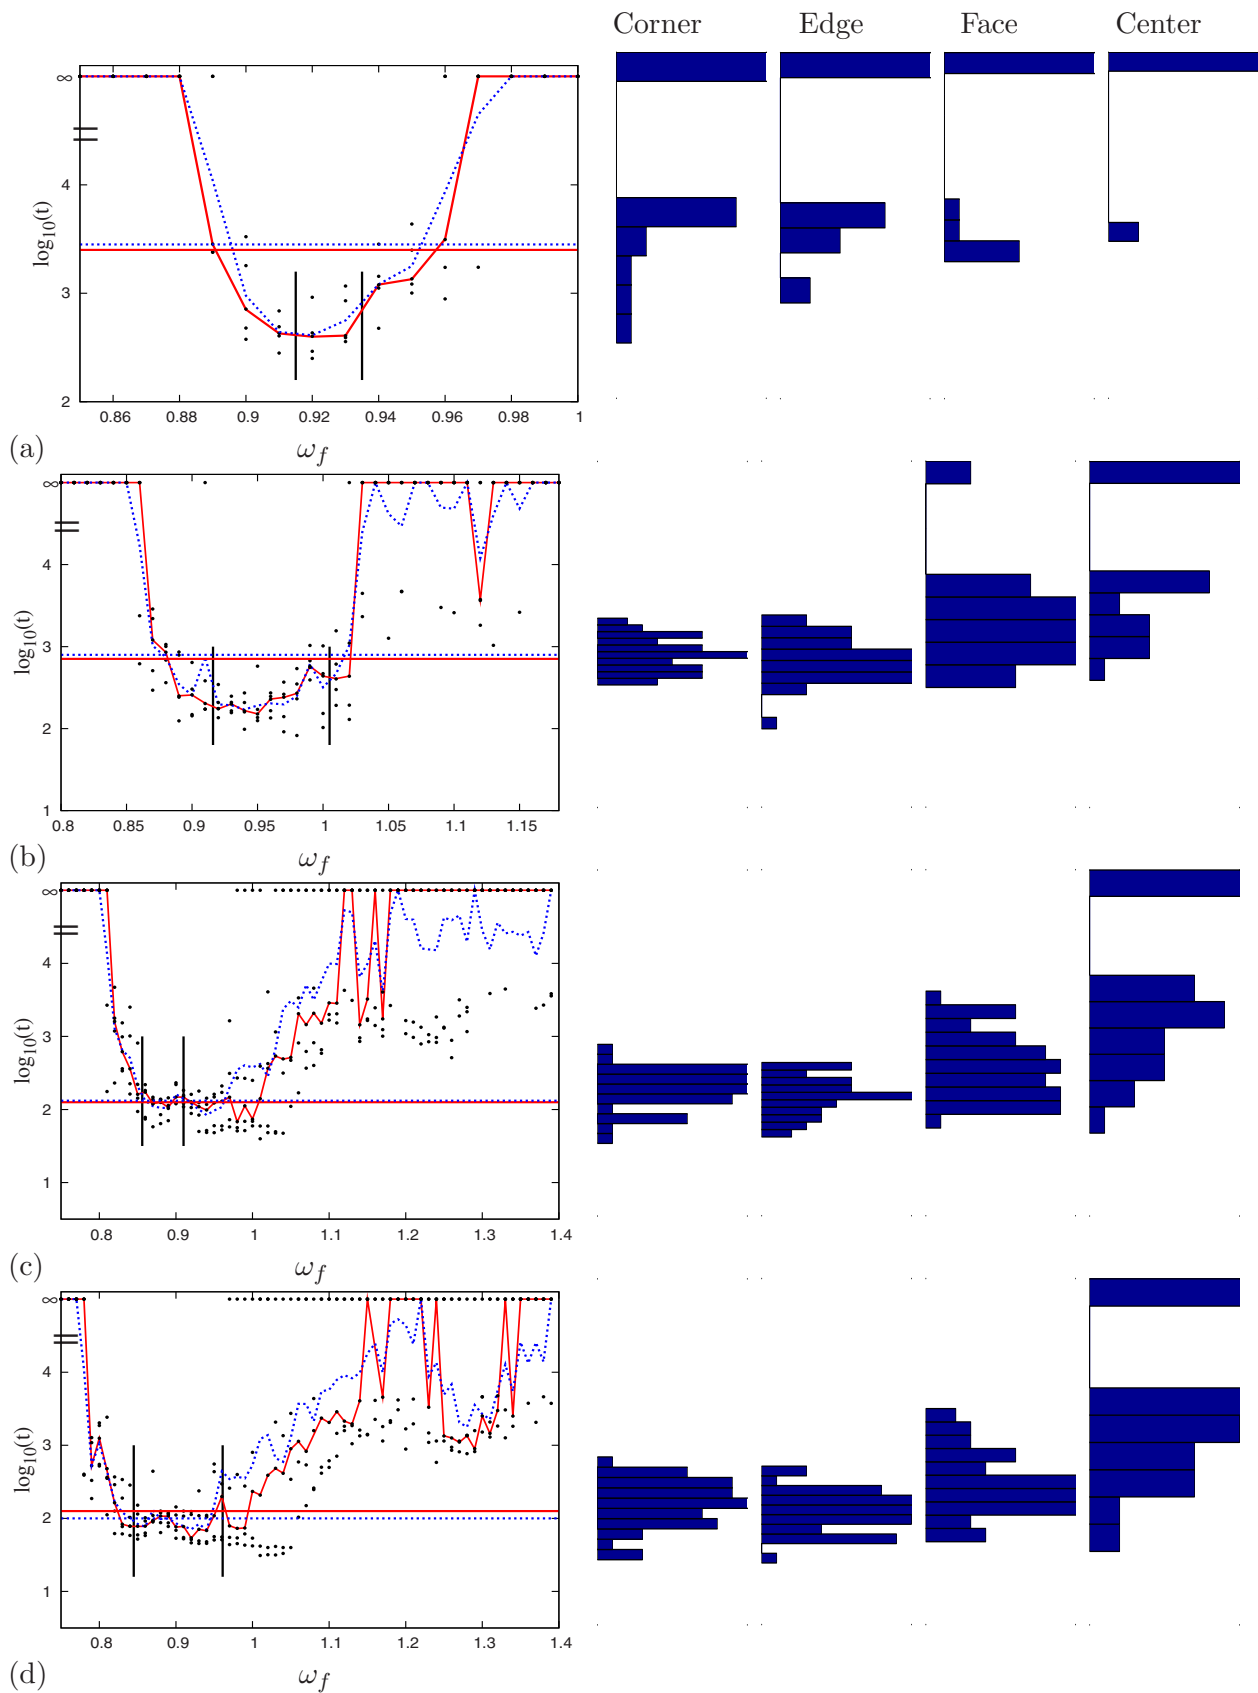 Corner Edge Face Center
∞
4
3
2
log₁₀(t)
0.86 0.88 0.9 0.92 0.94 0.96 0.98 1
(a) ω_f
∞
4
3
2
1
log₁₀(t)
0.8 0.85 0.9 0.95 1 1.05 1.1 1.15
(b) ω_f
∞
4
3
2
1
log₁₀(t)
0.8 0.9 1 1.1 1.2 1.3 1.4
(c) ω_f
∞
4
3
2
1
log₁₀(t)
0.8 0.9 1 1.1 1.2 1.3 1.4
(d) ω_f